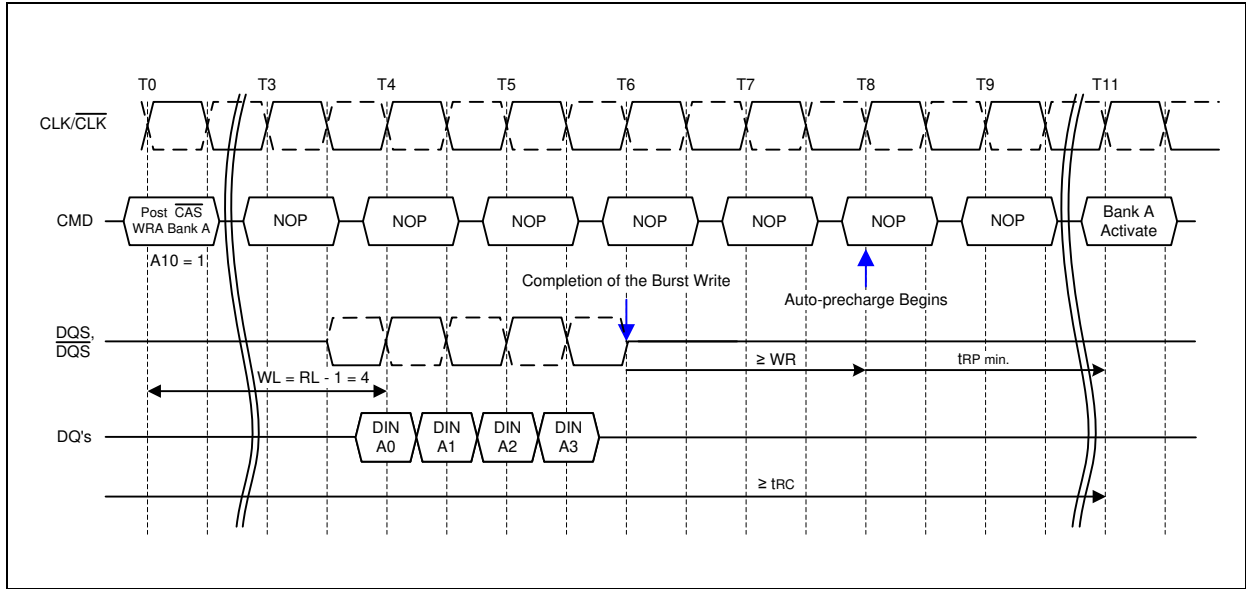 T0 T3 T4 T5 T6 T7 T8 T9 T11
CLK/CLK
CMD
Post CAS
WRA Bank A
NOP NOP NOP NOP NOP NOP NOP
Bank A
Activate
A10 = 1
Completion of the Burst Write
Auto-precharge Begins
DQS,
DQS
≥ WR
tRP min.
WL = RL - 1 = 4
DQ's
DIN
A0
DIN
A1
DIN
A2
DIN
A3
≥ tRC